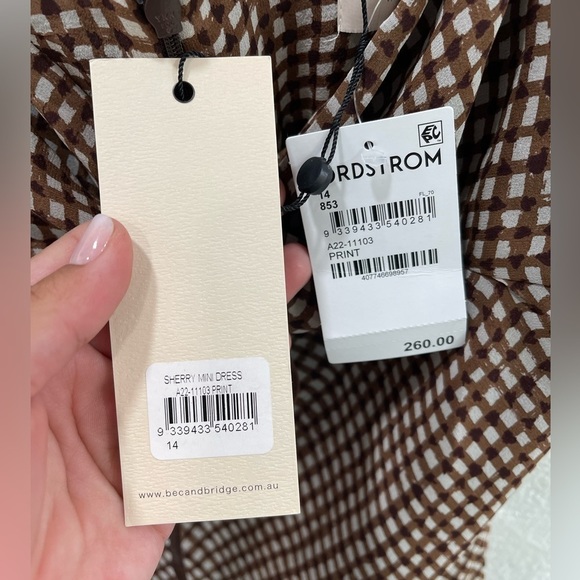 SHERRY MINI DRESS
A22-11103 PRINT
9 339433 540281
14
www.becandbridge.com.au
RDSTROM
14
853
FL_70
9 339433 540281
A22-11103
PRINT
407746698957
260.00